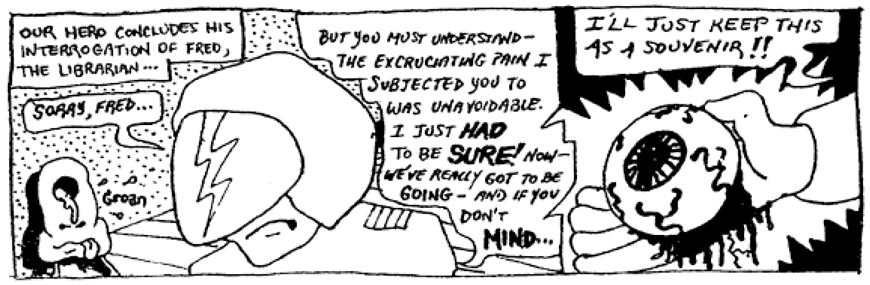 OUR HERO CONCLUDES HIS
INTERROGATION OF FRED,
THE LIBRARIAN...
SORRY, FRED...
Groan
BUT YOU MUST UNDERSTAND—
THE EXCRUCIATING PAIN I
SUBJECTED YOU TO
WAS UNAVOIDABLE.
I JUST HAD
TO BE SURE! NOW—
WE'VE REALLY GOT TO BE
GOING — AND IF YOU
DON'T
MIND...
I'LL JUST KEEP THIS
AS A SOUVENIR!!